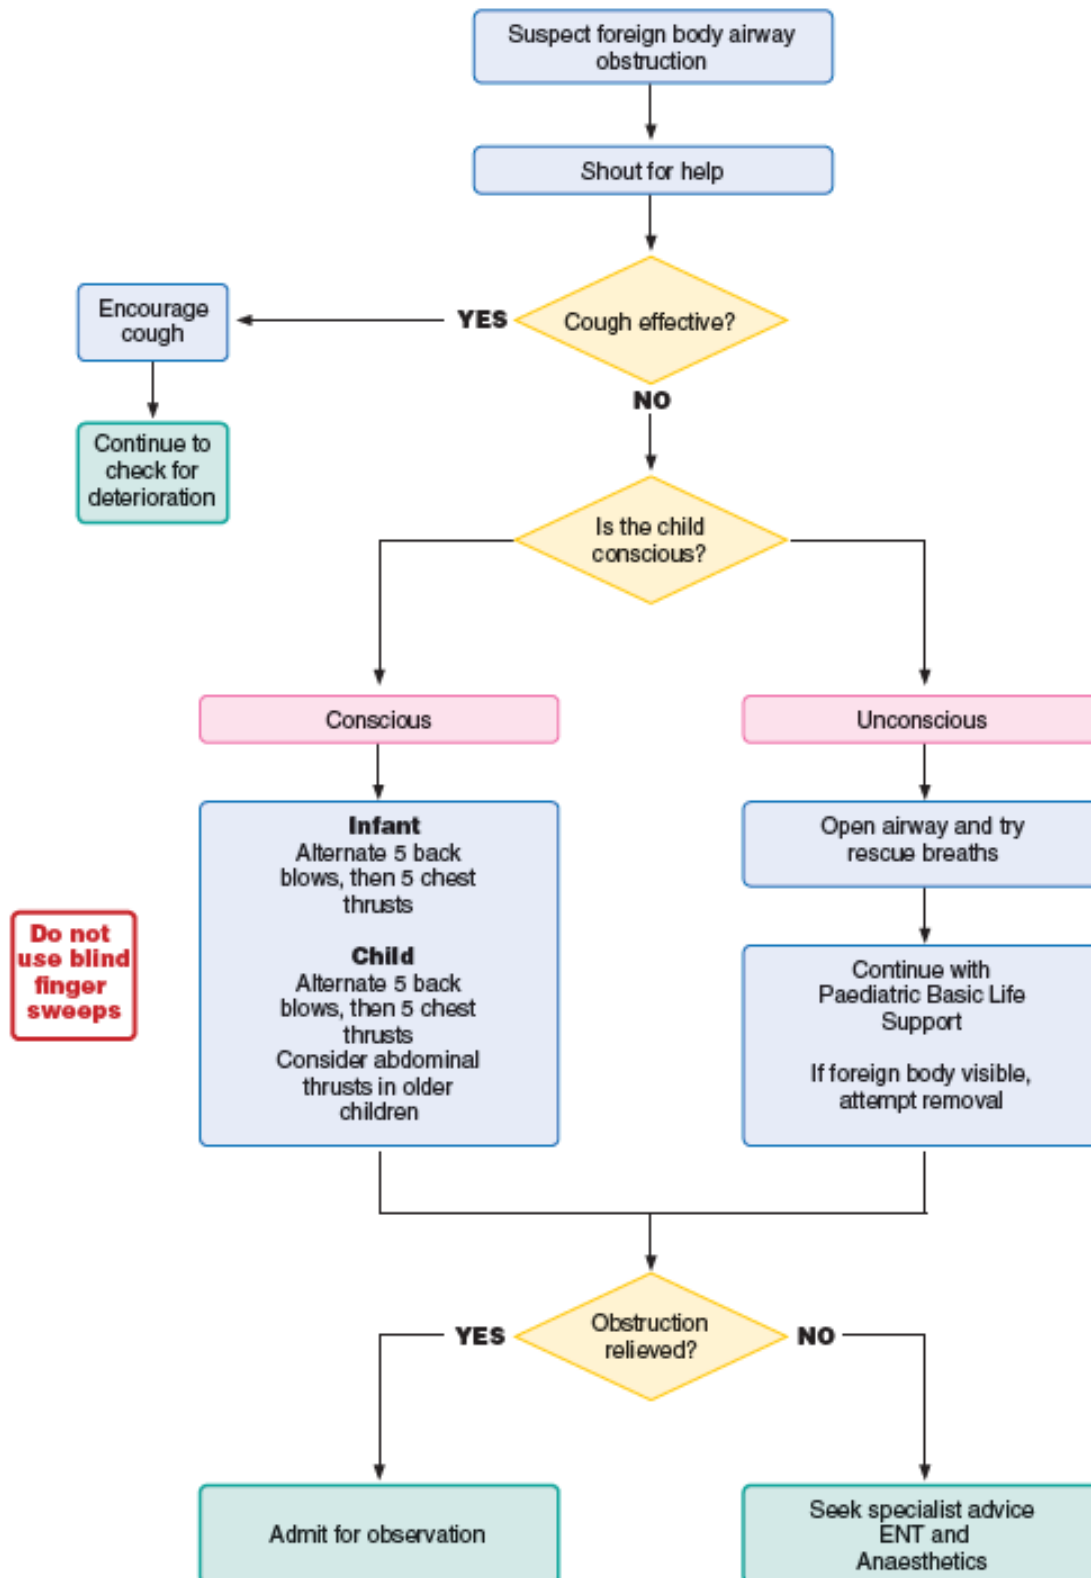 Suspect foreign body airway
obstruction
Shout for help
Cough effective?
YES
Encourage
cough
Continue to
check for
deterioration
NO
Is the child
conscious?
Conscious
Unconscious
Infant
Alternate 5 back
blows, then 5 chest
thrusts
Child
Alternate 5 back
blows, then 5 chest
thrusts
Consider abdominal
thrusts in older
children
Open airway and try
rescue breaths
Continue with
Paediatric Basic Life
Support
If foreign body visible,
attempt removal
Do not
use blind
finger
sweeps
Obstruction
relieved?
YES
NO
Admit for observation
Seek specialist advice
ENT and
Anaesthetics